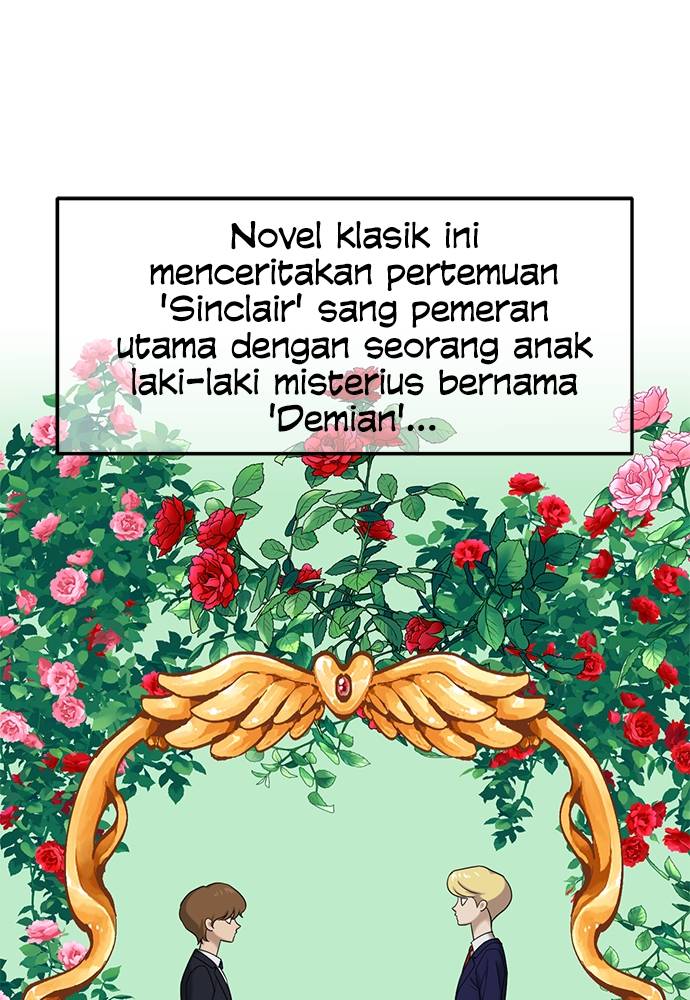 Novel klasik ini
menceritakan pertemuan
'Sinclair' sang pemeran
utama dengan seorang anak
laki-laki misterius bernama
'Demian'...